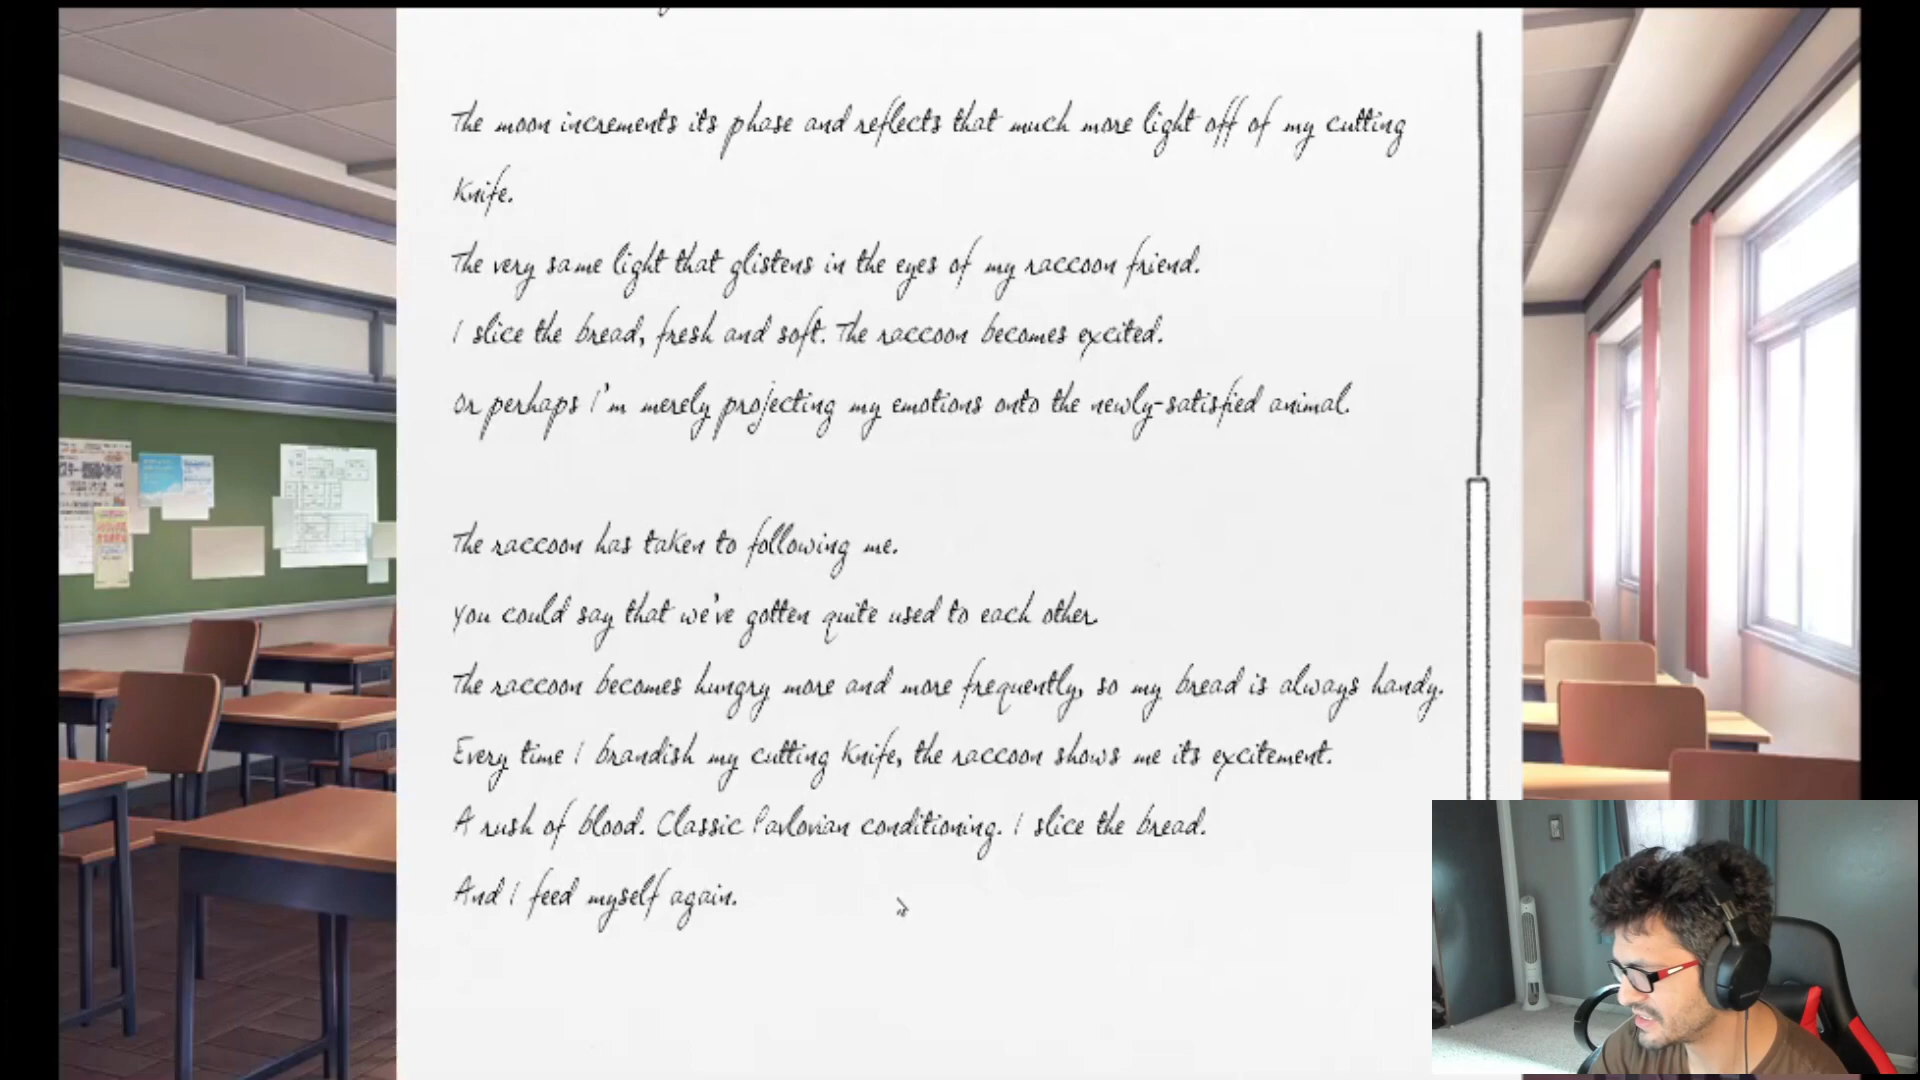 The moon increments its phase and reflects that much more light off of my cutting
knife.
The very same light that glistens in the eyes of my raccoon friend.
I slice the bread, fresh and soft. The raccoon becomes excited.
Or perhaps I'm merely projecting my emotions onto the newly-satisfied animal.
The raccoon has taken to following me.
You could say that we've gotten quite used to each other.
The raccoon becomes hungry more and more frequently, so my bread is always handy.
Every time I brandish my cutting knife, the raccoon shows me its excitement.
A rush of blood. Classic Pavlovian conditioning. I slice the bread.
And I feed myself again.